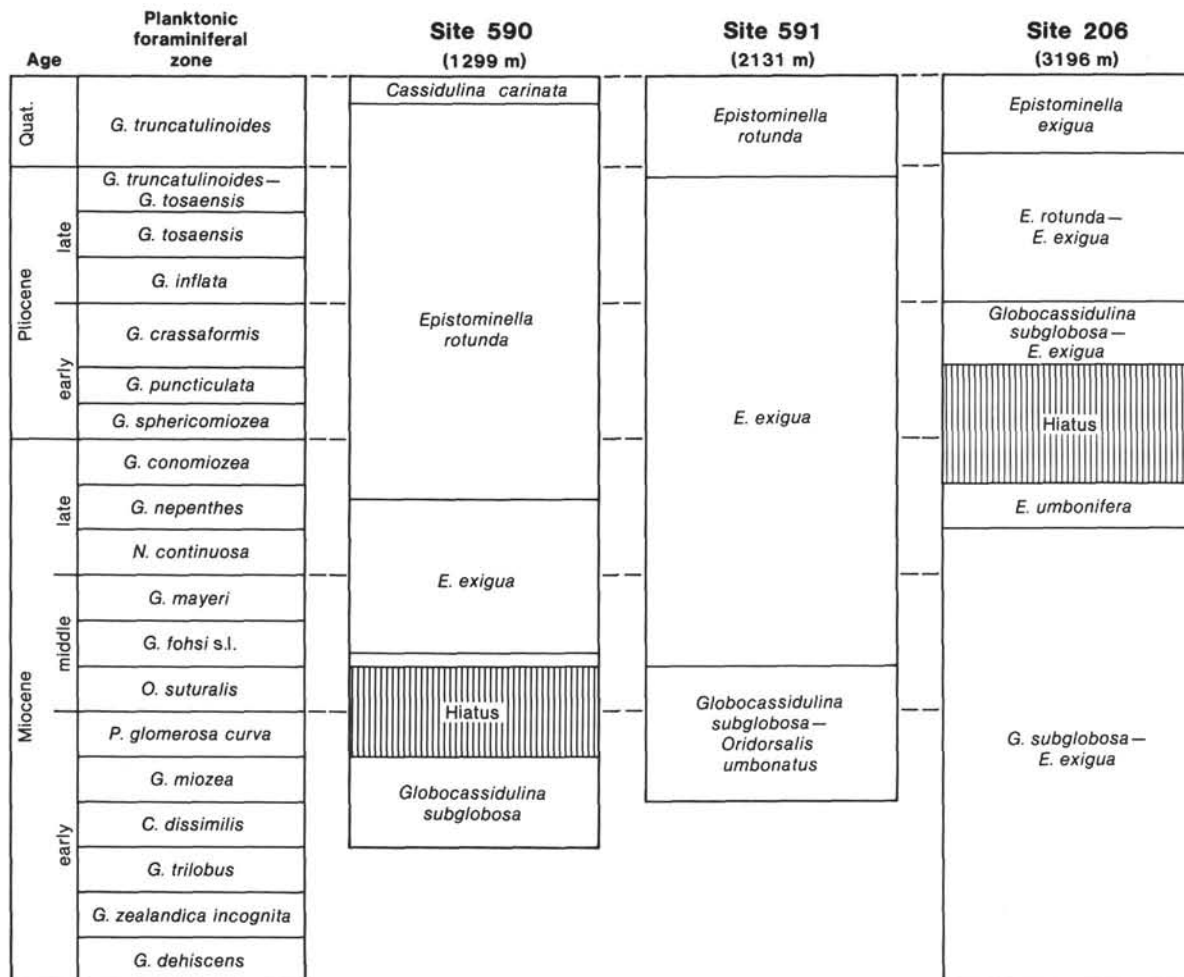 Age
Planktonic
foraminiferal
zone
Site 590
(1299 m)
Site 591
(2131 m)
Site 206
(3196 m)
Quat.
Pliocene
late
early
Miocene
late
middle
early
G. truncatulinoides
G. truncatulinoides—
G. tosaensis
G. tosaensis
G. inflata
G. crassaformis
G. puncticulata
G. sphericomiozea
G. conomiozea
G. nepenthes
N. continuosa
G. mayeri
G. fohsi s.l.
O. suturalis
P. glomerosa curva
G. miozea
C. dissimilis
G. trilobus
G. zealandica incognita
G. dehiscens
Cassidulina carinata
Epistominella
rotunda
E. exigua
Hiatus
Globocassidulina
subglobosa
Epistominella
rotunda
E. exigua
Globocassidulina
subglobosa—
Oridorsalis
umbonatus
Epistominella
exigua
E. rotunda—
E. exigua
Globocassidulina
subglobosa—
E. exigua
Hiatus
E. umbonifera
G. subglobosa—
E. exigua